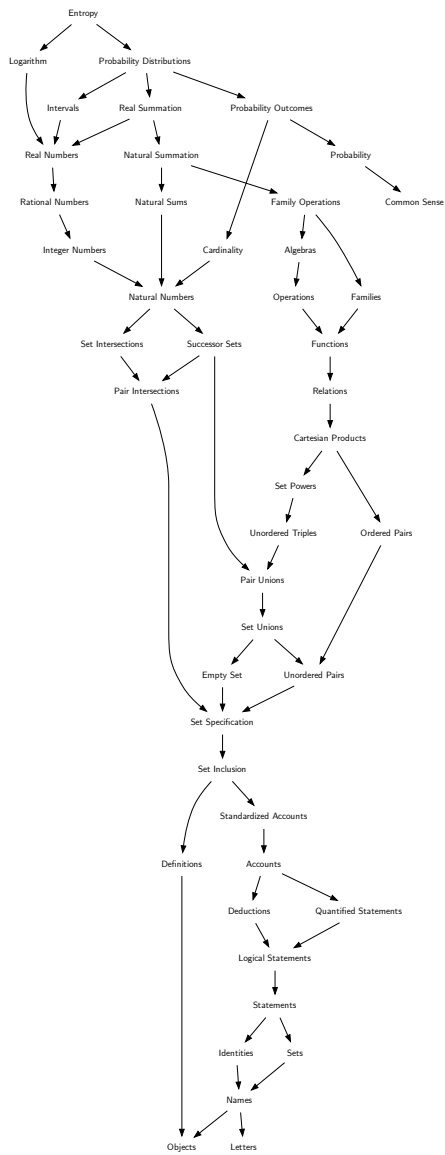 Entropy
Logarithm Probability Distributions
Intervals Real Summation Probability Outcomes
Real Numbers Natural Summation Probability
Rational Numbers Natural Sums Family Operations Common Sense
Integer Numbers Cardinality Algebras
Natural Numbers Operations Families
Set Intersections Successor Sets Functions
Pair Intersections Relations
Cartesian Products
Set Powers
Unordered Triples Ordered Pairs
Pair Unions
Set Unions
Empty Set Unordered Pairs
Set Specification
Set Inclusion
Standardized Accounts
Definitions Accounts
Deductions Quantified Statements
Logical Statements
Statements
Identities Sets
Names
Objects Letters